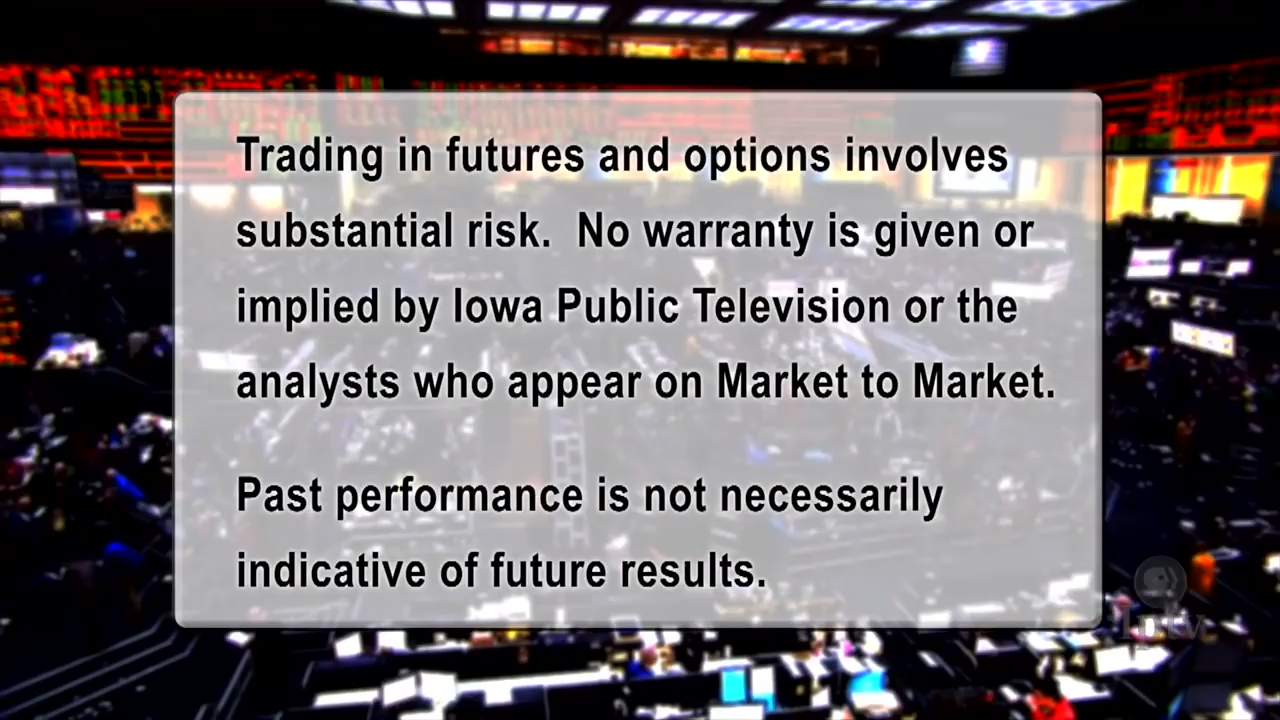 Trading in futures and options involves
substantial risk.  No warranty is given or
implied by Iowa Public Television or the
analysts who appear on Market to Market.
Past performance is not necessarily
indicative of future results.
iptv